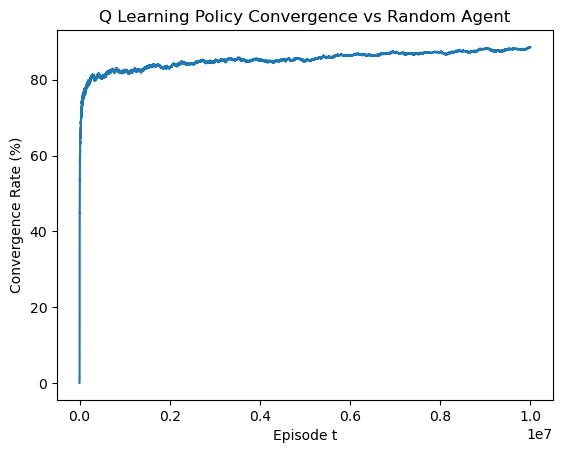 Q Learning Policy Convergence vs Random Agent
Convergence Rate (%)
80
60
40
20
0
0.0 0.2 0.4 0.6 0.8 1.0
1e7
Episode t